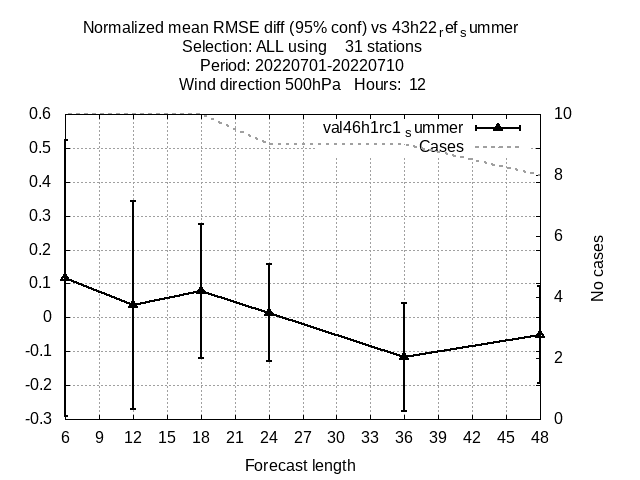 Normalized mean RMSE diff (95% conf) vs 43h22refsummer
Selection: ALL using 31 stations
Period: 20220701-20220710
Wind direction 500hPa Hours: 12
val46h1rc1summer
Cases
0.6
0.5
0.4
0.3
0.2
0.1
0
-0.1
-0.2
-0.3
10
8
6
4
2
0
No cases
6 9 12 15 18 21 24 27 30 33 36 39 42 45 48
Forecast length